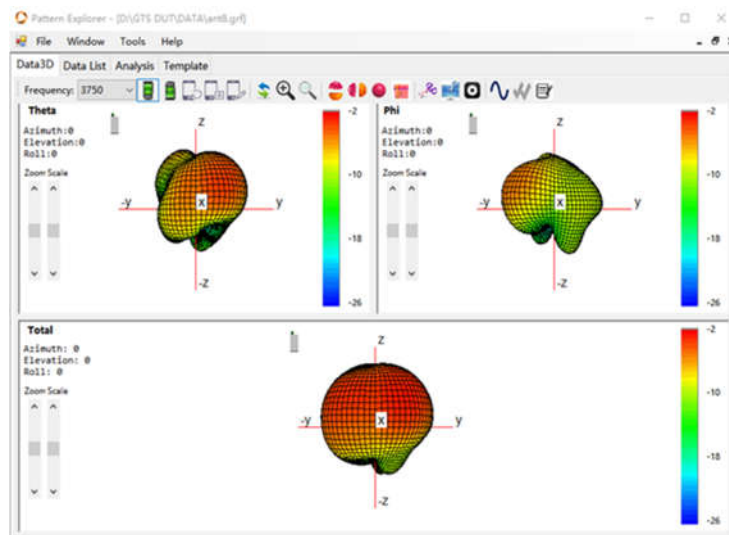 Pattern Explorer - [D:\GTS DUT\DATA\ant8.grf]
File Window Tools Help
Data3D Data List Analysis Template
Frequency: 3750
Theta
Azimuth:0
Elevation:0
Roll:0
Zoom Scale
z
-y x y
-z
-2
-10
-18
-26
Phi
Azimuth:0
Elevation:0
Roll:0
Zoom Scale
z
-y x y
-z
-2
-10
-18
-26
Total
Azimuth: 0
Elevation: 0
Roll: 0
Zoom Scale
z
-y x y
-z
-2
-10
-18
-26